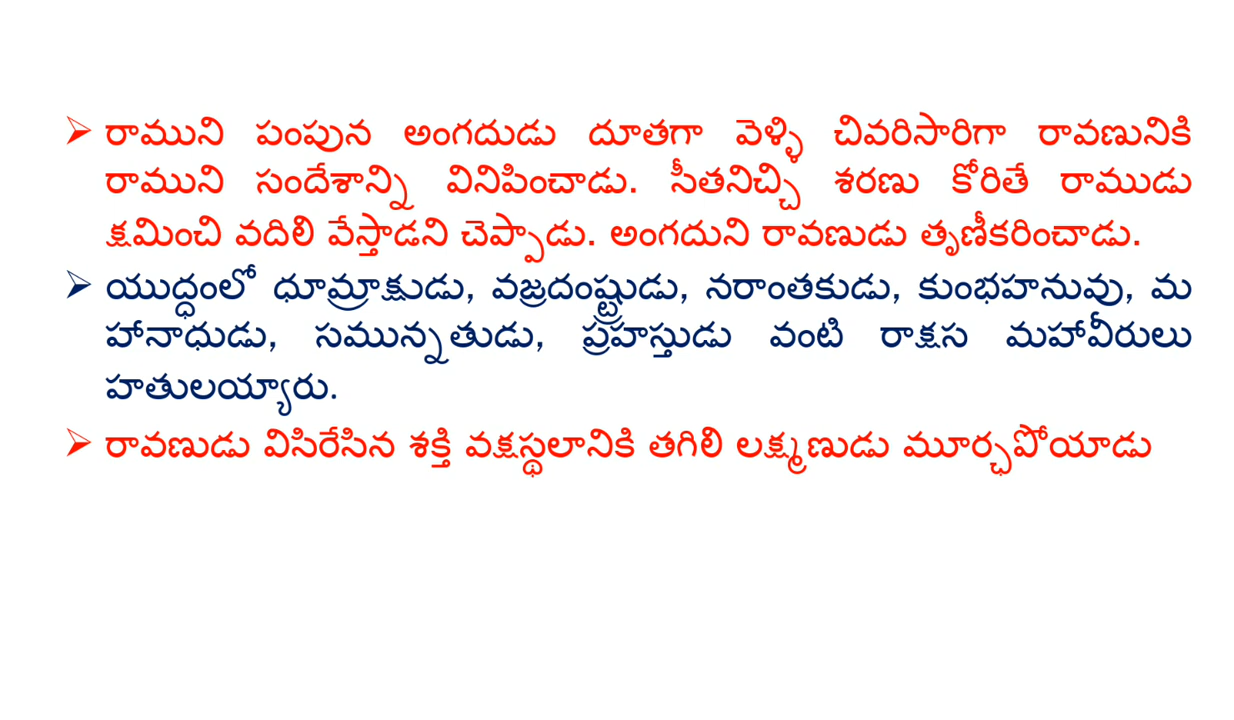 ➢ రాముని పంపున అంగదుడు దూతగా వెళ్ళి చివరిసారిగా రావణునికి
రాముని సందేశాన్ని వినిపించాడు. సీతనిచ్చి శరణు కోరితే రాముడు
క్షమించి వదిలి వేస్తాడని చెప్పాడు. అంగదుని రావణుడు తృణీకరించాడు.
➢ యుద్ధంలో ధూమ్రాక్షుడు, వజ్రదంష్ట్రుడు, నరాంతకుడు, కుంభహనువు, మ
హానాధుడు, సమున్నతుడు, ప్రహస్తుడు వంటి రాక్షస మహావీరులు
హతులయ్యారు.
➢ రావణుడు విసిరేసిన శక్తి వక్షస్థలానికి తగిలి లక్ష్మణుడు మూర్ఛపోయాడు